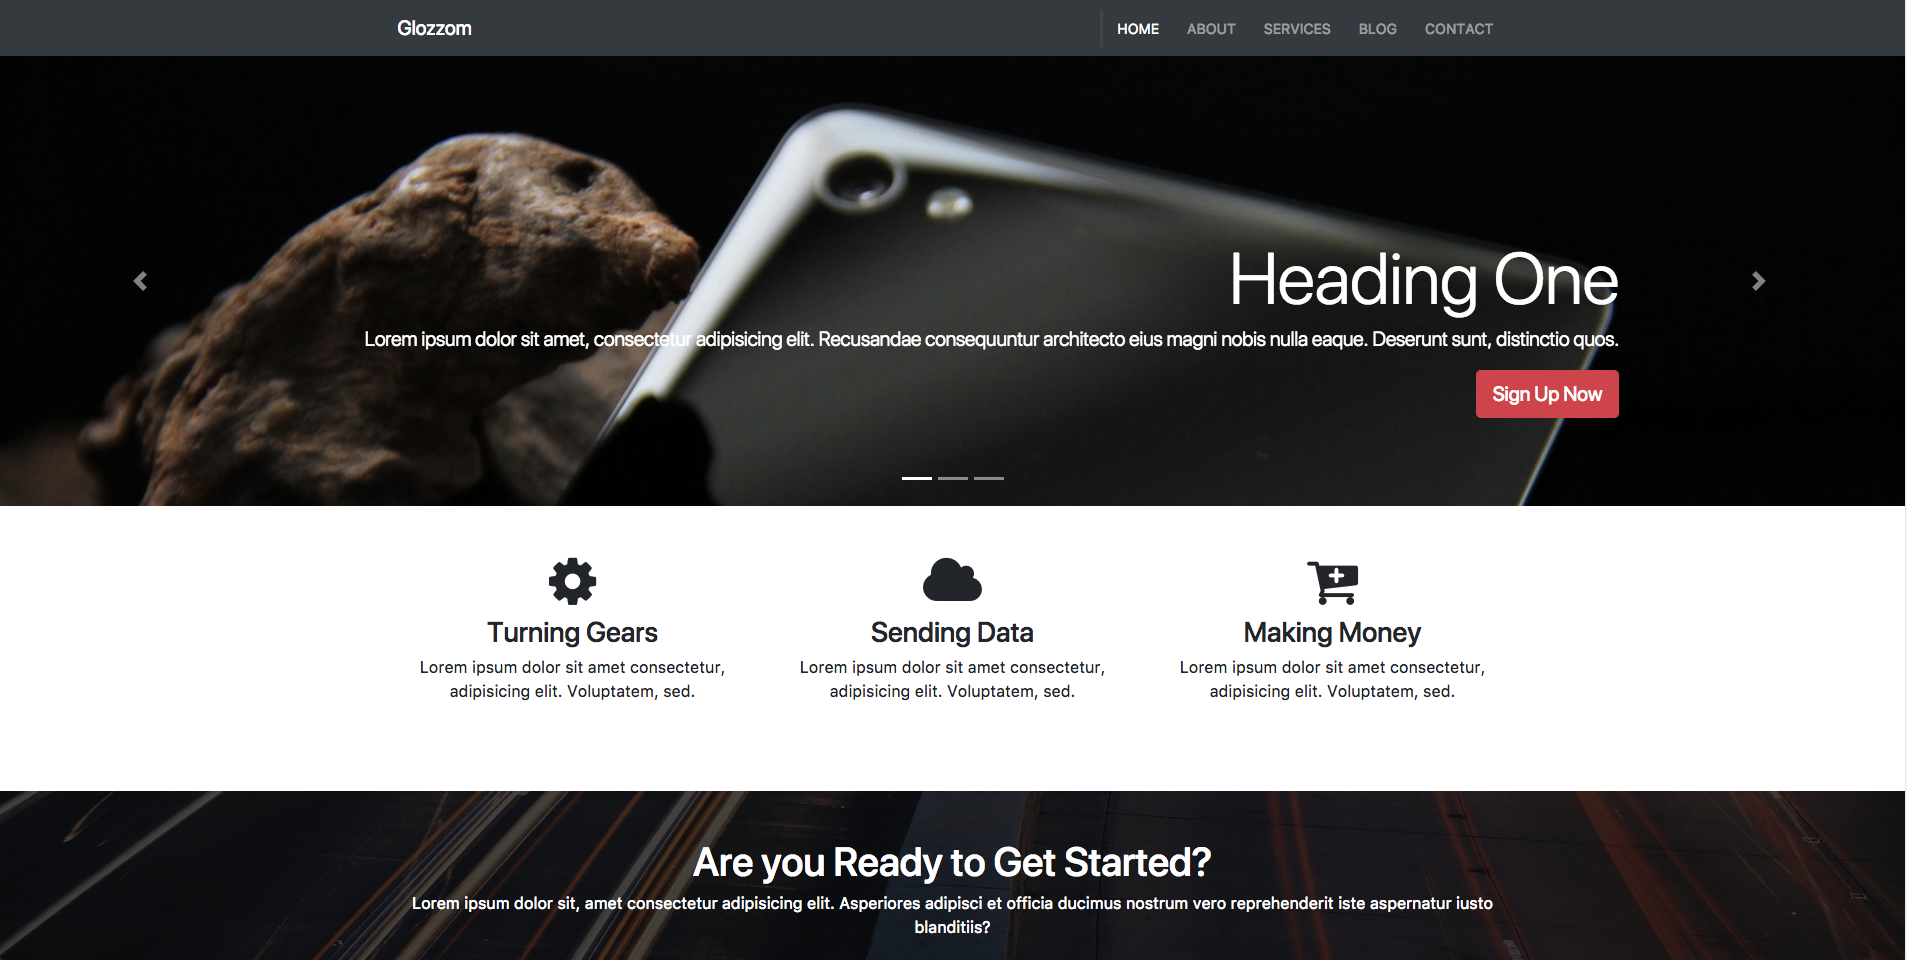 Glozzom
HOME ABOUT SERVICES BLOG CONTACT
Heading One
Lorem ipsum dolor sit amet, consectetur adipisicing elit. Recusandae consequuntur architecto eius magni nobis nulla eaque. Deserunt sunt, distinctio quos.
Sign Up Now
Turning Gears
Lorem ipsum dolor sit amet consectetur,
adipisicing elit. Voluptatem, sed.
Sending Data
Lorem ipsum dolor sit amet consectetur,
adipisicing elit. Voluptatem, sed.
Making Money
Lorem ipsum dolor sit amet consectetur,
adipisicing elit. Voluptatem, sed.
Are you Ready to Get Started?
Lorem ipsum dolor sit, amet consectetur adipisicing elit. Asperiores adipisci et officia ducimus nostrum vero reprehenderit iste aspernatur iusto
blanditiis?